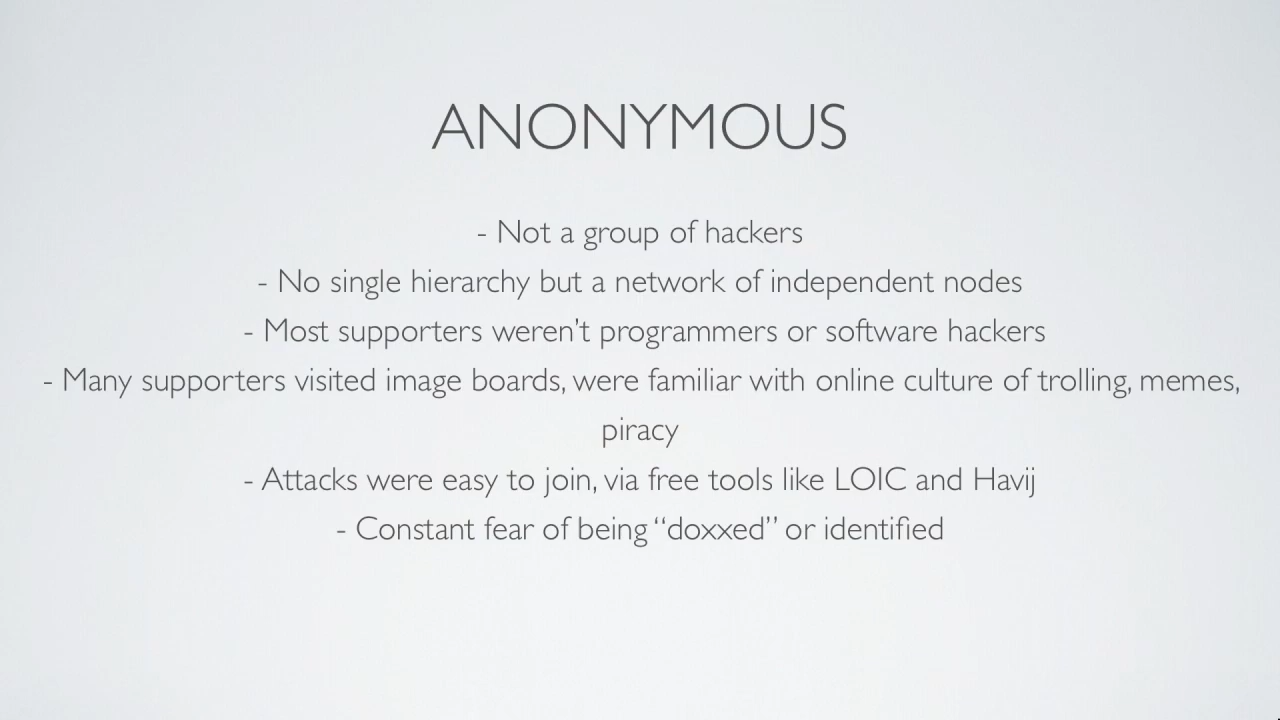 ANONYMOUS
- Not a group of hackers
- No single hierarchy but a network of independent nodes
- Most supporters weren’t programmers or software hackers
- Many supporters visited image boards, were familiar with online culture of trolling, memes,
piracy
- Attacks were easy to join, via free tools like LOIC and Havij
- Constant fear of being “doxxed” or identified